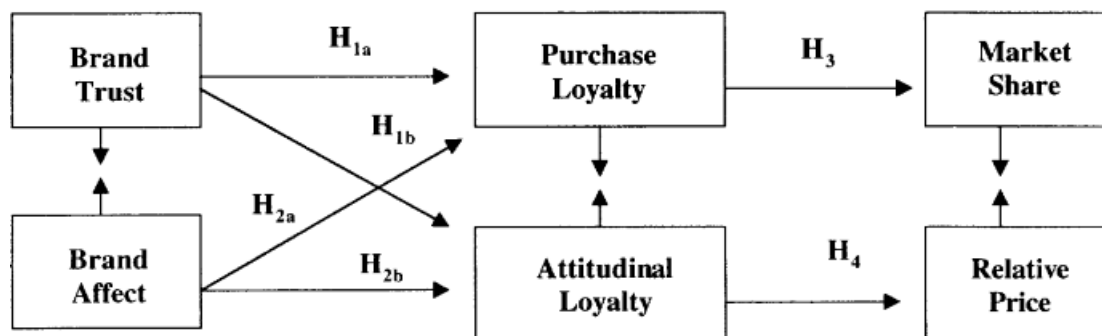 Brand
Trust
H1a
Purchase
Loyalty
H3
Market
Share
H1b
H2a
Brand
Affect
H2b
Attitudinal
Loyalty
H4
Relative
Price